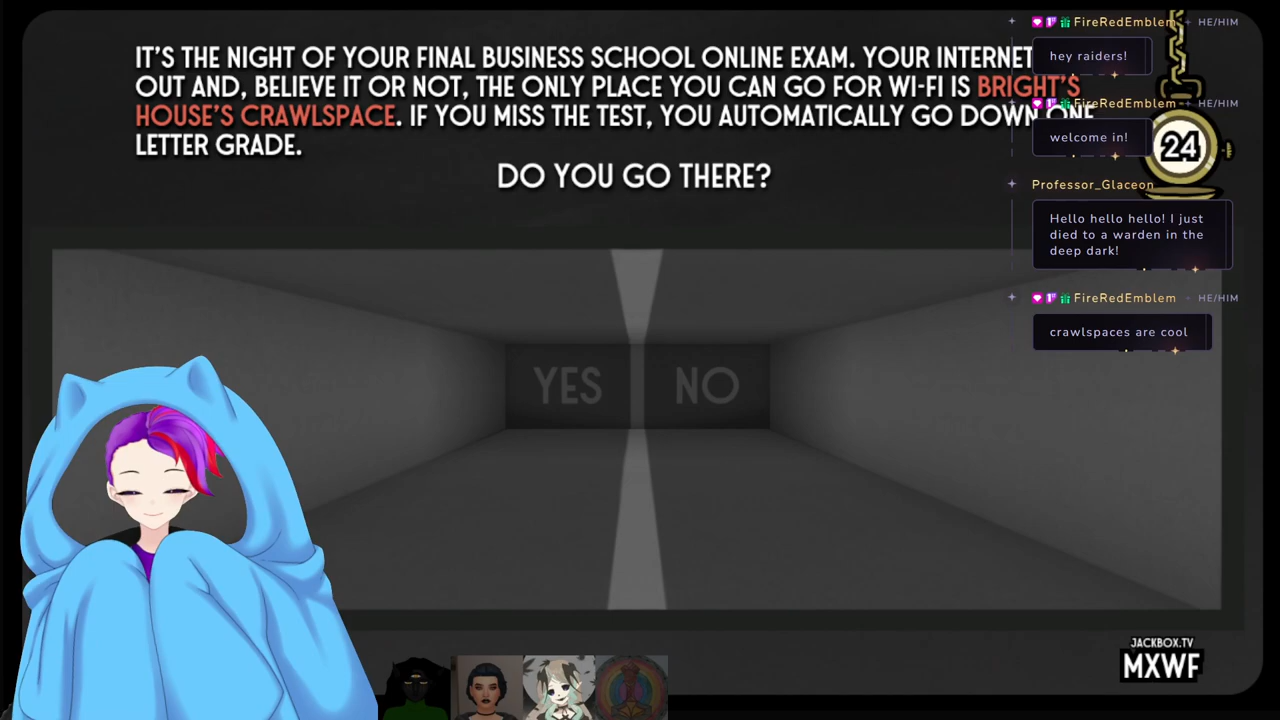 IT'S THE NIGHT OF YOUR FINAL BUSINESS SCHOOL ONLINE EXAM. YOUR INTERNET
OUT AND, BELIEVE IT OR NOT, THE ONLY PLACE YOU CAN GO FOR WI-FI IS BRIGHT'S
HOUSE'S CRAWLSPACE. IF YOU MISS THE TEST, YOU AUTOMATICALLY GO DOWN ONE
LETTER GRADE.
DO YOU GO THERE?
YES
NO
FireRedEmblem HE/HIM
hey raiders!
FireRedEmblem HE/HIM
welcome in!
24
Professor_Glaceon
Hello hello hello! I just
died to a warden in the
deep dark!
FireRedEmblem HE/HIM
crawlspaces are cool
JACKBOX.TV
MXWF